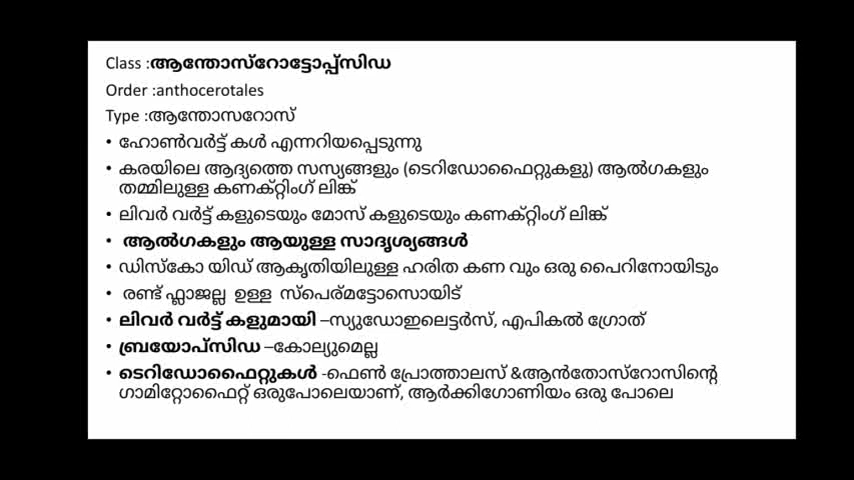 Class :ആന്തോസ്റോട്ടോപ്പ്സിഡ
Order :anthocerotales
Type :ആന്തോസറോസ്
• ഹോൺവർട്ട് കൾ എന്നറിയപ്പെടുന്നു
• കരയിലെ ആദ്യത്തെ സസ്യങ്ങളും (ടെറിഡോഫൈറ്റുകളു) ആൽഗകളും
തമ്മിലുള്ള കണക്റ്റിംഗ് ലിങ്ക്
• ലിവർ വർട്ട് കളുടെയും മോസ് കളുടെയും കണക്റ്റിംഗ് ലിങ്ക്
• ആൽഗകളും ആയുള്ള സാദൃശ്യങ്ങൾ
• ഡിസ്കോ യിഡ് ആകൃതിയിലുള്ള ഹരിത കണ വും ഒരു പൈറിനോയിടും
• രണ്ട് ഫ്ലാജല്ല ഉള്ള സ്പെര്മട്ടോസൊയിട്
• ലിവർ വർട്ട് കളുമായി –സ്യുഡോഇലെട്ടർസ്, എപികൽ ഗ്രോത്
• ബ്രയോപ്സിഡ –കോല്യുമെല്ല
• ടെറിഡോഫൈറ്റുകൾ -ഫെൺ പ്രോത്താലസ് &ആൻതോസ്റോസിന്റെ
ഗാമിറ്റോഫൈറ്റ് ഒരുപോലെയാണ്, ആർക്കിഗോണിയം ഒരു പോലെ